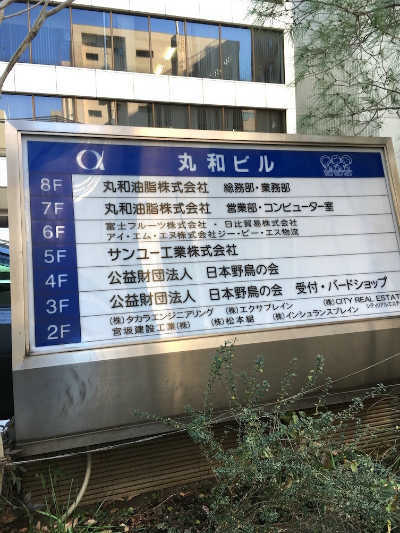 α 丸和ビル
8F 丸和油脂株式会社 総務部・業務部
7F 丸和油脂株式会社 営業部・コンピューター室
6F 富士フルーツ株式会社 ・ 日比貿易株式会社
アイ・エム・エヌ株式会社ジー・ピー・エス物流
5F サンユー工業株式会社
4F 公益財団法人 日本野鳥の会
3F 公益財団法人 日本野鳥の会 受付・バードショップ
2F (株)タカラエンジニアリング (株)エクサブレイン (株)CITY REAL ESTATE
宮坂建設工業(株) (株)松本組 (株)インシュランスブレイン